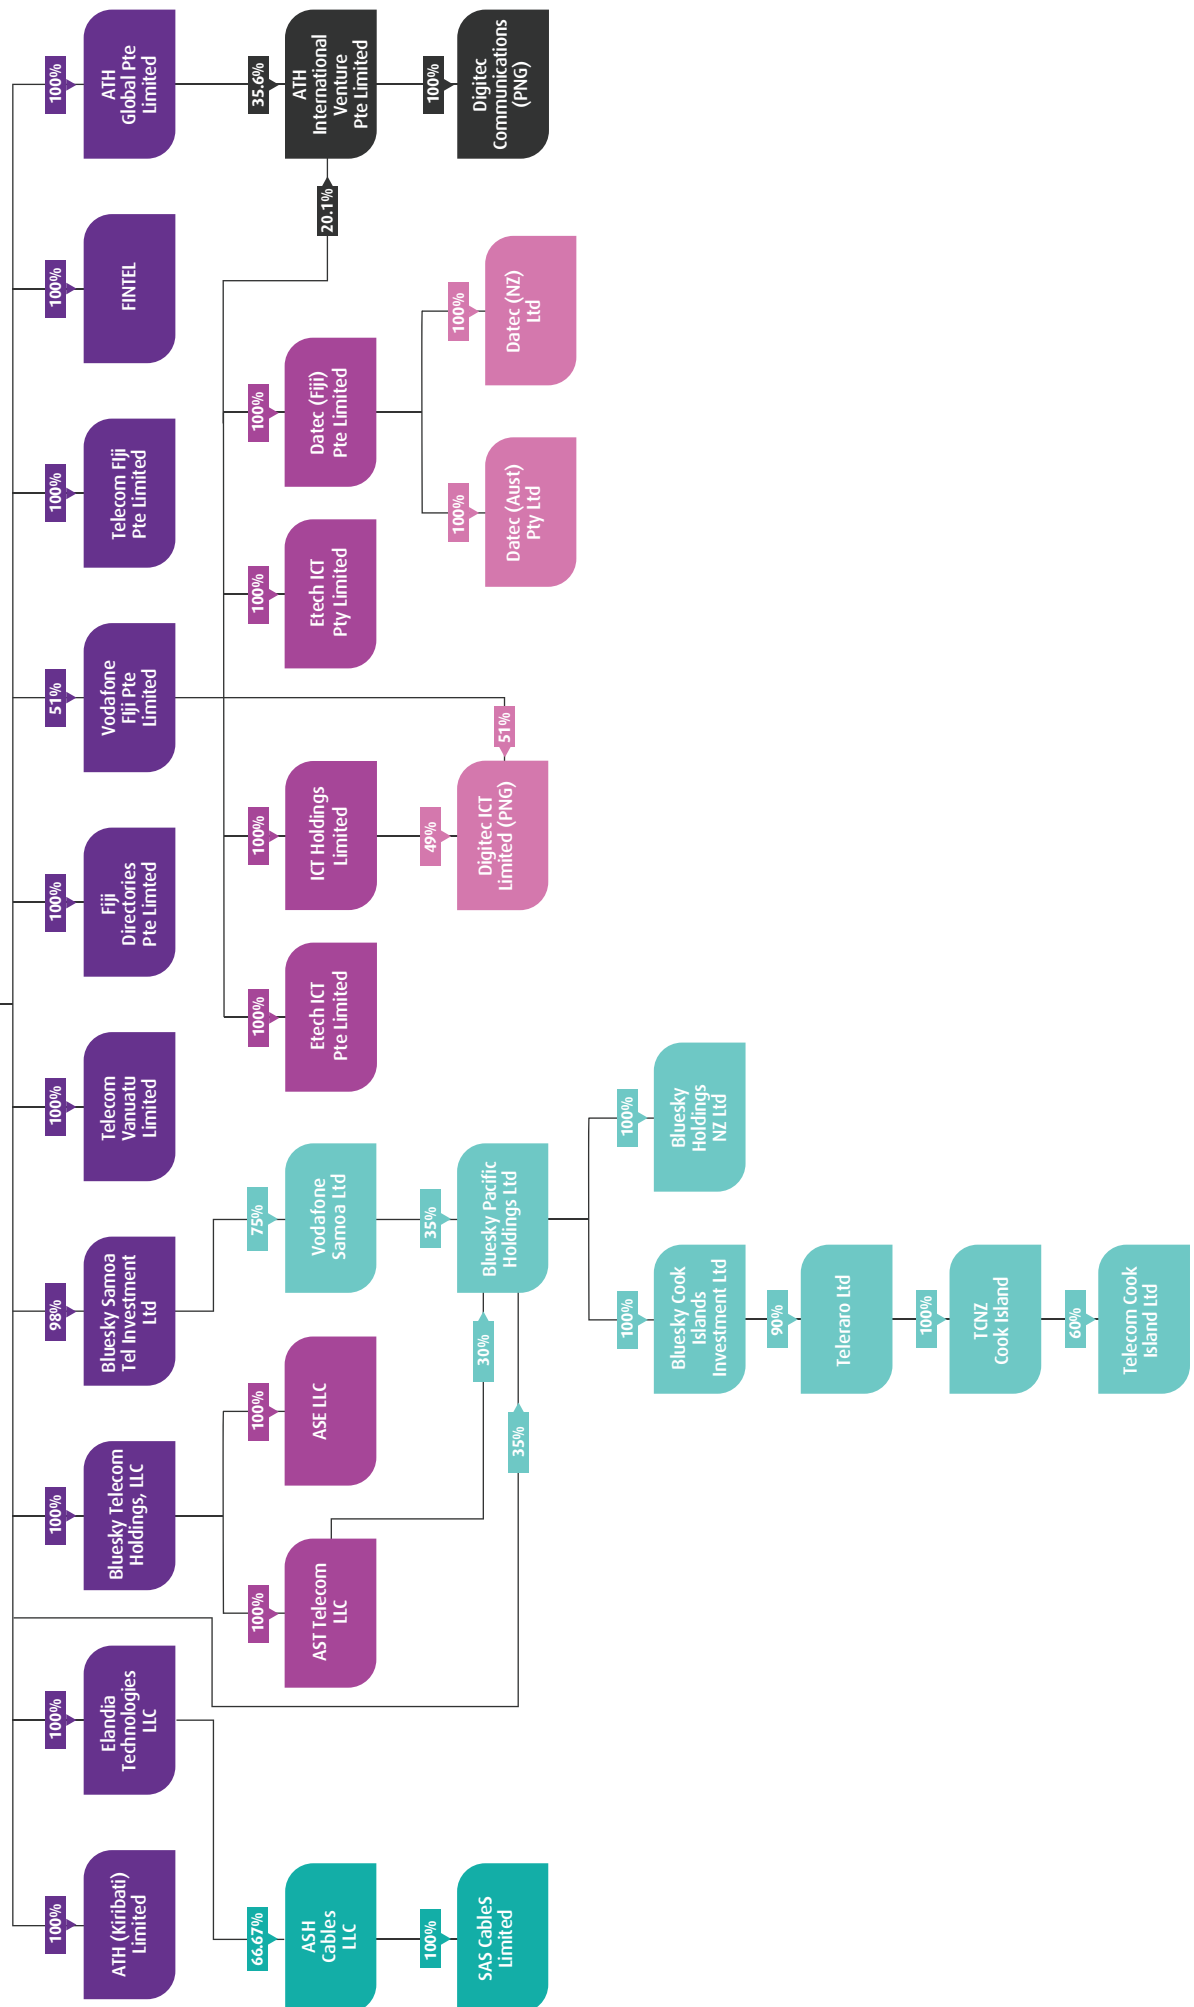 100%
ATH (Kiribati)
Limited
100%
Elandia
Technologies
LLC
100%
Bluesky Telecom
Holdings, LLC
98%
Bluesky Samoa
Tel Investment
Ltd
100%
Telecom
Vanuatu
Limited
100%
Fiji
Directories
Pte Limted
51%
Vodafone
FIji Pte
Limited
100%
Telecom FIji
Pte Limited
100%
FINTEL
100%
ATH
Global Pte
Limited
66.67%
ASH
Cables
LLC
100%
AST Telecom
LLC
100%
ASE LLC
75%
Vodafone
Samoa Ltd
100%
Etech ICT
Pte Limited
100%
ICT Holdings
Limited
100%
Etech ICT
Pty Limited
100%
Datec (Fiji)
Pte Limited
20.1%
35.6%
ATH
International
Venture
Pte Limited
100%
SAS Cables
Limited
35%
30%
35%
Bluesky Pacific
Holdings Ltd
49%
51%
Digitec ICT
Limited (PNG)
100%
Datec (Aust)
Pty Ltd
100%
Datec (NZ)
Ltd
100%
Digitec
Communications
(PNG)
100%
Bluesky Cook
Islands
Investment Ltd
100%
Bluesky
Holdings
NZ Ltd
90%
Teleraro Ltd
100%
TCNZ
Cook Island
60%
Telecom Cook
Island Ltd